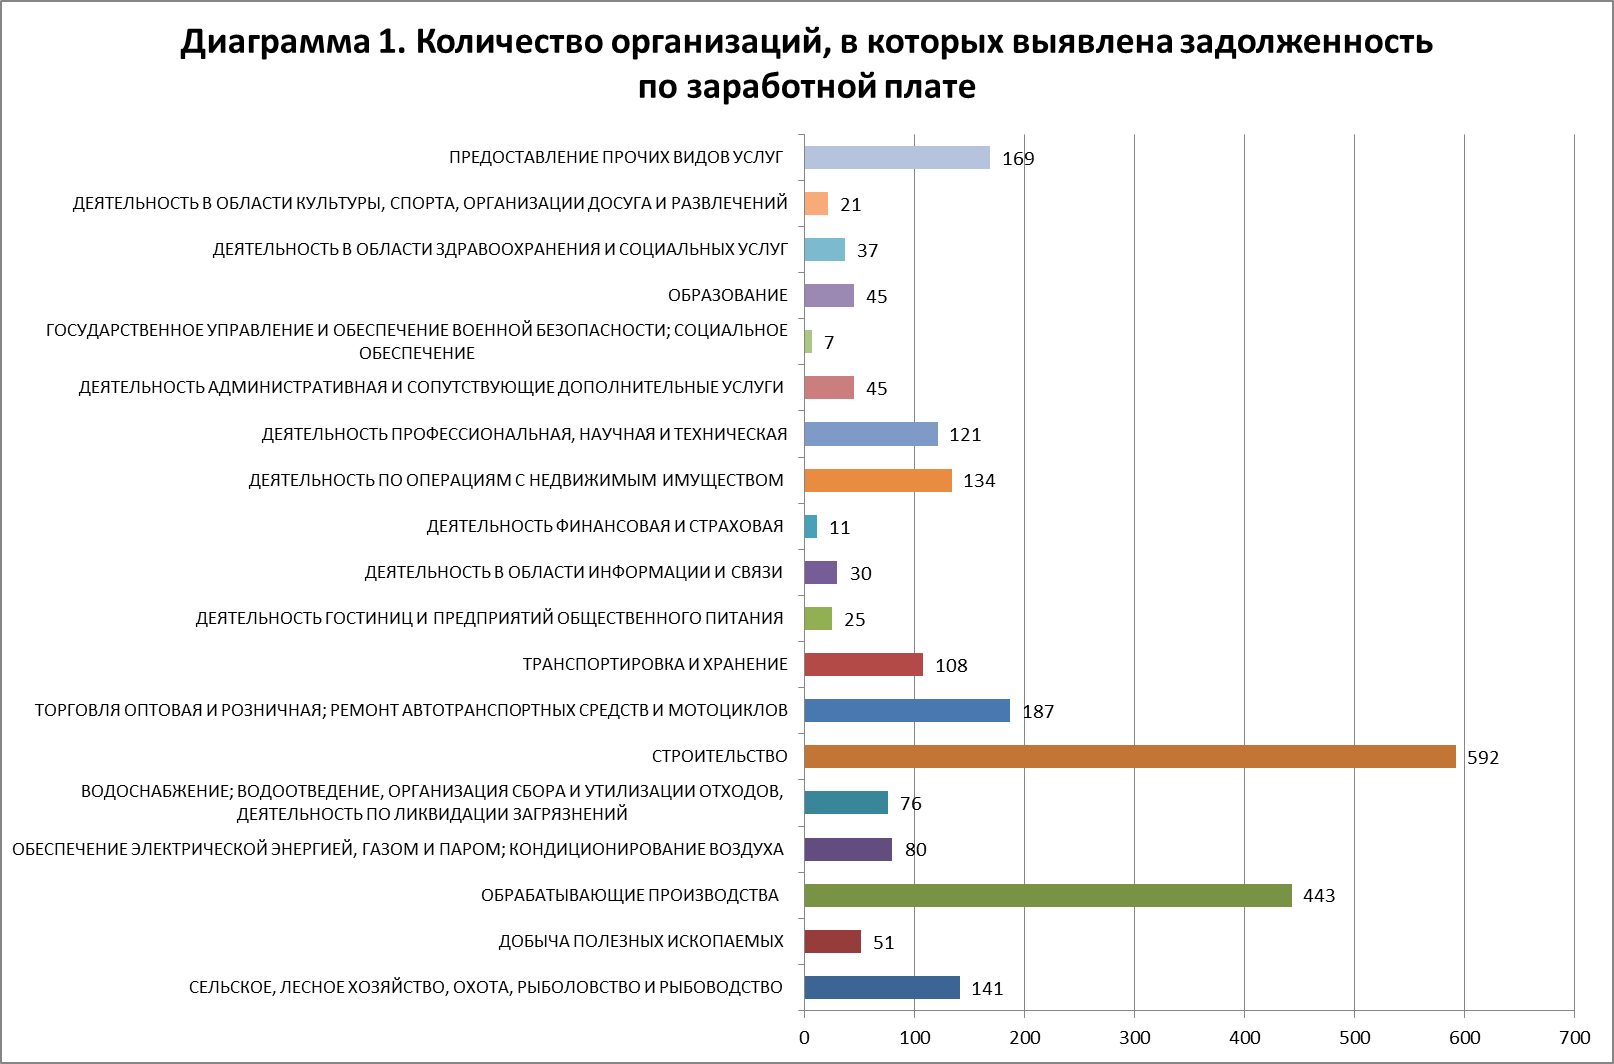 Диаграмма 1. Количество организаций, в которых выявлена задолженность
по заработной плате
ПРЕДОСТАВЛЕНИЕ ПРОЧИХ ВИДОВ УСЛУГ 169
ДЕЯТЕЛЬНОСТЬ В ОБЛАСТИ КУЛЬТУРЫ, СПОРТА, ОРГАНИЗАЦИИ ДОСУГА И РАЗВЛЕЧЕНИЙ 21
ДЕЯТЕЛЬНОСТЬ В ОБЛАСТИ ЗДРАВООХРАНЕНИЯ И СОЦИАЛЬНЫХ УСЛУГ 37
ОБРАЗОВАНИЕ 45
ГОСУДАРСТВЕННОЕ УПРАВЛЕНИЕ И ОБЕСПЕЧЕНИЕ ВОЕННОЙ БЕЗОПАСНОСТИ; СОЦИАЛЬНОЕ
ОБЕСПЕЧЕНИЕ 7
ДЕЯТЕЛЬНОСТЬ АДМИНИСТРАТИВНАЯ И СОПУТСТВУЮЩИЕ ДОПОЛНИТЕЛЬНЫЕ УСЛУГИ 45
ДЕЯТЕЛЬНОСТЬ ПРОФЕССИОНАЛЬНАЯ, НАУЧНАЯ И ТЕХНИЧЕСКАЯ 121
ДЕЯТЕЛЬНОСТЬ ПО ОПЕРАЦИЯМ С НЕДВИЖИМЫМ ИМУЩЕСТВОМ 134
ДЕЯТЕЛЬНОСТЬ ФИНАНСОВАЯ И СТРАХОВАЯ 11
ДЕЯТЕЛЬНОСТЬ В ОБЛАСТИ ИНФОРМАЦИИ И СВЯЗИ 30
ДЕЯТЕЛЬНОСТЬ ГОСТИНИЦ И ПРЕДПРИЯТИЙ ОБЩЕСТВЕННОГО ПИТАНИЯ 25
ТРАНСПОРТИРОВКА И ХРАНЕНИЕ 108
ТОРГОВЛЯ ОПТОВАЯ И РОЗНИЧНАЯ; РЕМОНТ АВТОТРАНСПОРТНЫХ СРЕДСТВ И МОТОЦИКЛОВ 187
СТРОИТЕЛЬСТВО 592
ВОДОСНАБЖЕНИЕ; ВОДООТВЕДЕНИЕ, ОРГАНИЗАЦИЯ СБОРА И УТИЛИЗАЦИИ ОТХОДОВ,
ДЕЯТЕЛЬНОСТЬ ПО ЛИКВИДАЦИИ ЗАГРЯЗНЕНИЙ 76
ОБЕСПЕЧЕНИЕ ЭЛЕКТРИЧЕСКОЙ ЭНЕРГИЕЙ, ГАЗОМ И ПАРОМ; КОНДИЦИОНИРОВАНИЕ ВОЗДУХА 80
ОБРАБАТЫВАЮЩИЕ ПРОИЗВОДСТВА 443
ДОБЫЧА ПОЛЕЗНЫХ ИСКОПАЕМЫХ 51
СЕЛЬСКОЕ, ЛЕСНОЕ ХОЗЯЙСТВО, ОХОТА, РЫБОЛОВСТВО И РЫБОВОДСТВО 141
0 100 200 300 400 500 600 700